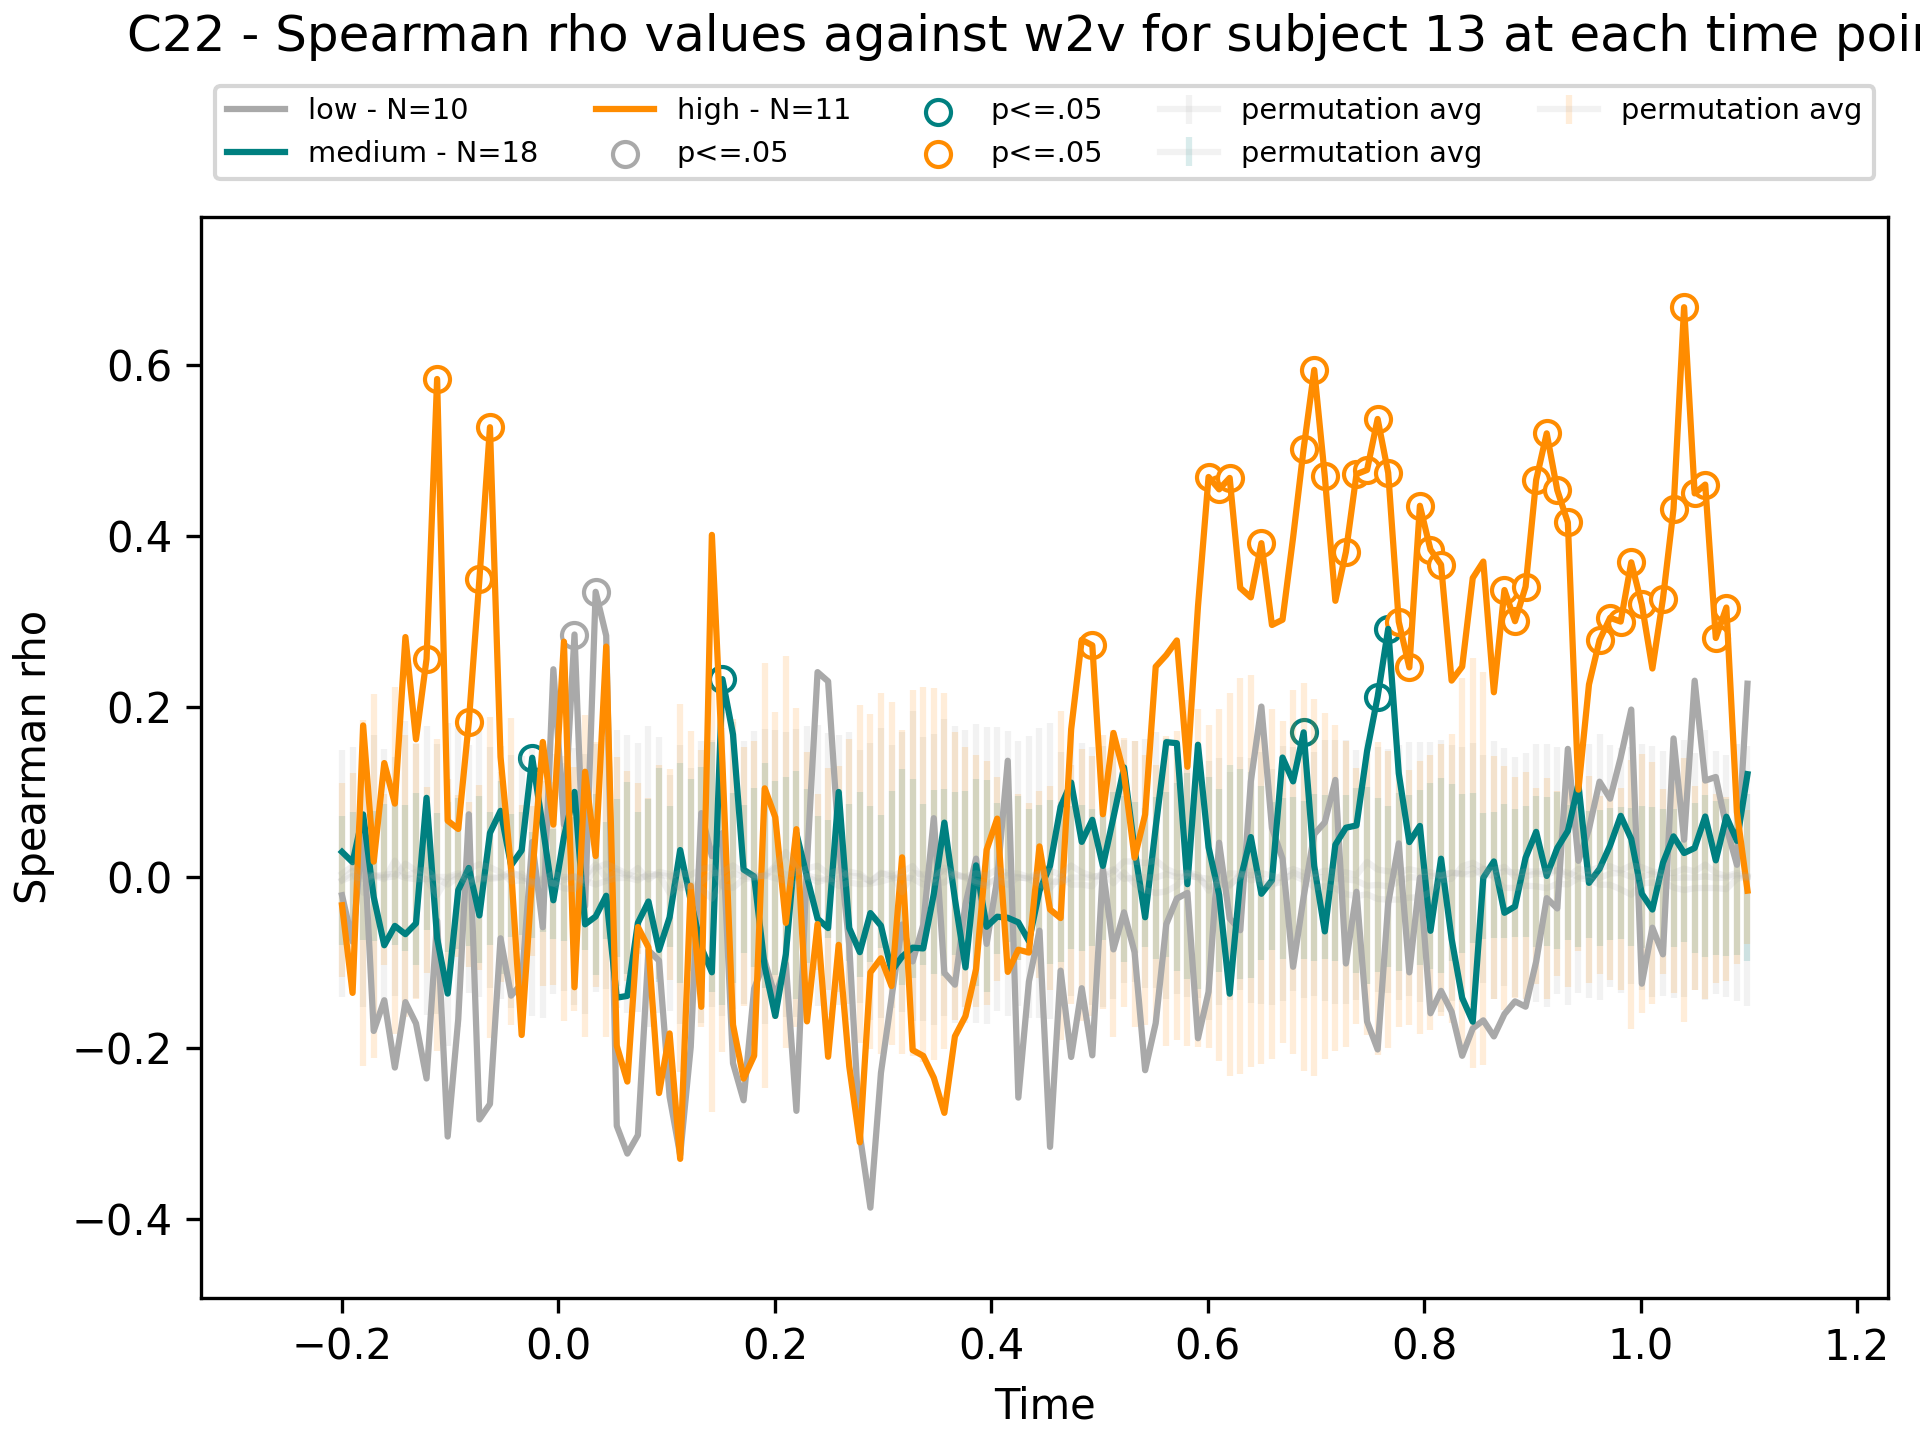 C22 - Spearman rho values against w2v for subject 13 at each time poi
low - N=10
high - N=11
p<=.05
permutation avg
permutation avg
medium - N=18
p<=.05
p<=.05
permutation avg
0.6
0.4
0.2
0.0
−0.2
−0.4
Spearman rho
−0.2
0.0
0.2
0.4
0.6
0.8
1.0
1.2
Time